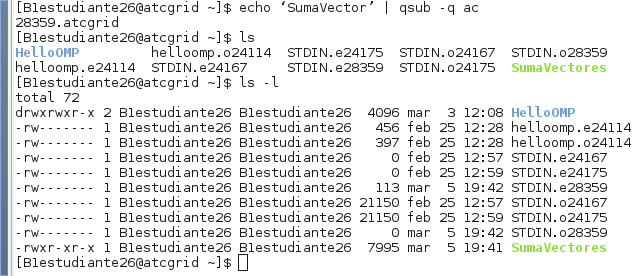 [B1estudiante26@atcgrid ~]$ echo ‘SumaVector’ | qsub -q ac
28359.atcgrid
[B1estudiante26@atcgrid ~]$ ls
HelloOMP helloomp.o24114 STDIN.e24175 STDIN.o24167 STDIN.o28359
helloomp.e24114 STDIN.e24167 STDIN.e28359 STDIN.o24175 SumaVectores
[B1estudiante26@atcgrid ~]$ ls -l
total 72
drwxrwxr-x 2 B1estudiante26 B1estudiante26 4096 mar 3 12:08 HelloOMP
-rw------- 1 B1estudiante26 B1estudiante26 456 feb 25 12:28 helloomp.e24114
-rw------- 1 B1estudiante26 B1estudiante26 397 feb 25 12:28 helloomp.o24114
-rw------- 1 B1estudiante26 B1estudiante26 0 feb 25 12:57 STDIN.e24167
-rw------- 1 B1estudiante26 B1estudiante26 0 feb 25 12:59 STDIN.e24175
-rw------- 1 B1estudiante26 B1estudiante26 113 mar 5 19:42 STDIN.e28359
-rw------- 1 B1estudiante26 B1estudiante26 21150 feb 25 12:57 STDIN.o24167
-rw------- 1 B1estudiante26 B1estudiante26 21150 feb 25 12:59 STDIN.o24175
-rw------- 1 B1estudiante26 B1estudiante26 0 mar 5 19:42 STDIN.o28359
-rwxr-xr-x 1 B1estudiante26 B1estudiante26 7995 mar 5 19:41 SumaVectores
[B1estudiante26@atcgrid ~]$